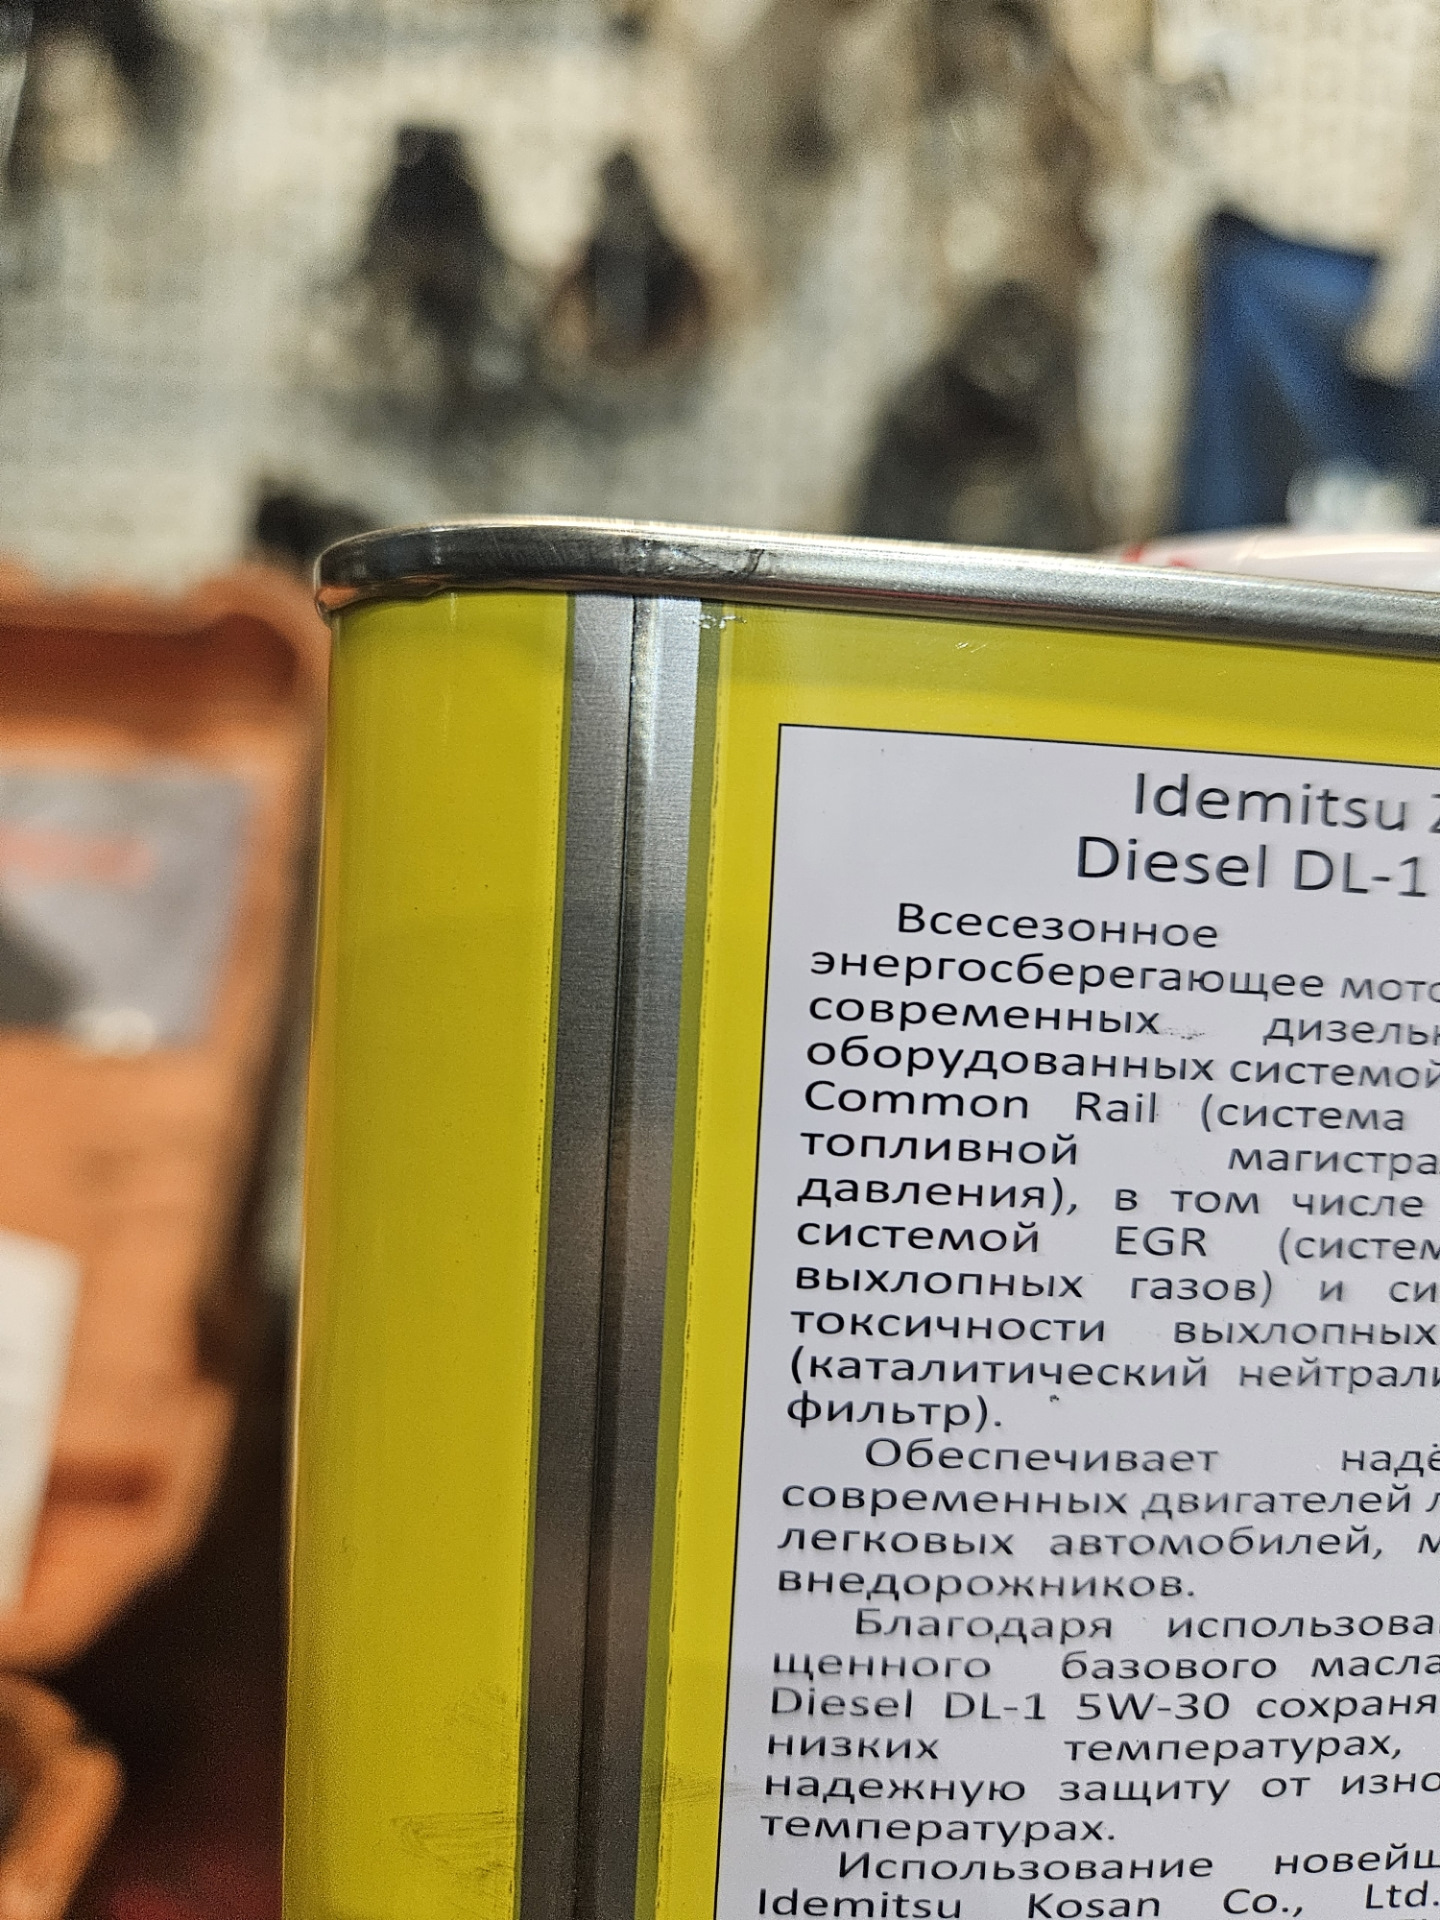 Idemitsu
Diesel DL-1
Всесезонное
энергосберегающее
современных
оборудованных системой
Common Rail (система
топливной
давления), в том числе
системой EGR
выхлопных газов) и
токсичности выхлопных
(каталитический
фильтр).
Обеспечивает
современных двигателей
легковых автомобилей,
внедорожников.
Благодаря
щенного базового масла
Diesel DL-1 5W-30
низких температурах,
надежную защиту от
температурах.
Использование
Idemitsu Kosan Co., Ltd.